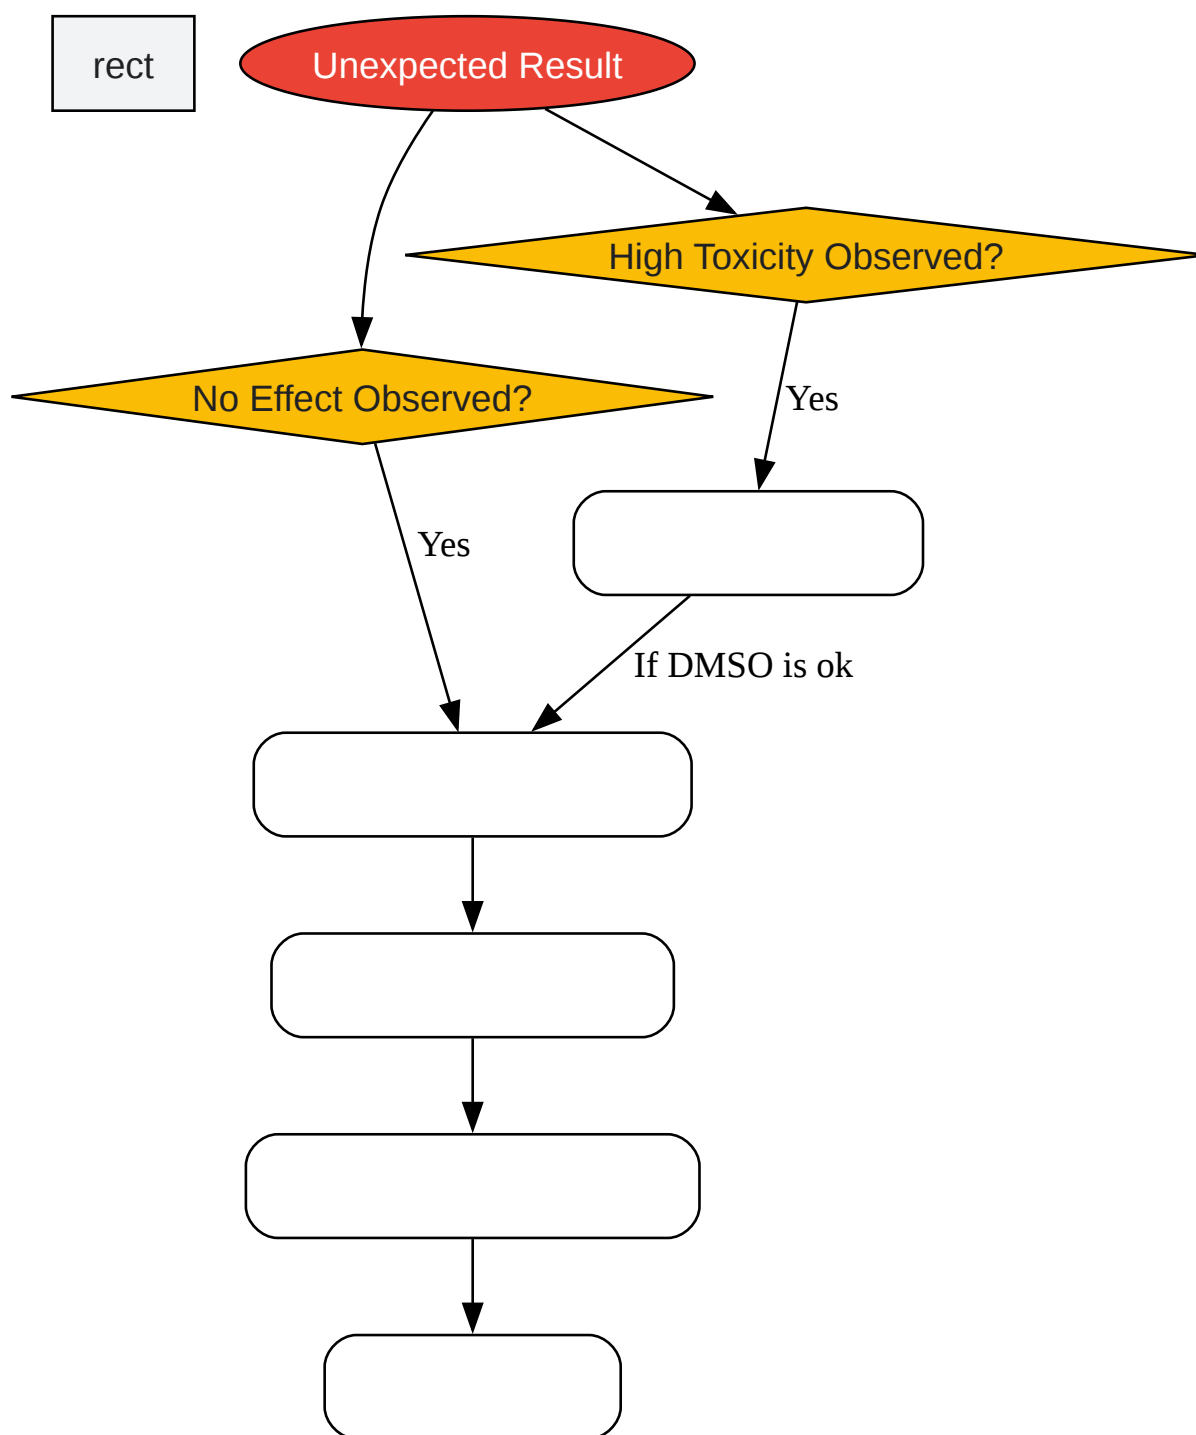 rect
Unexpected Result
High Toxicity Observed?
No Effect Observed?
Yes
Yes
If DMSO is ok